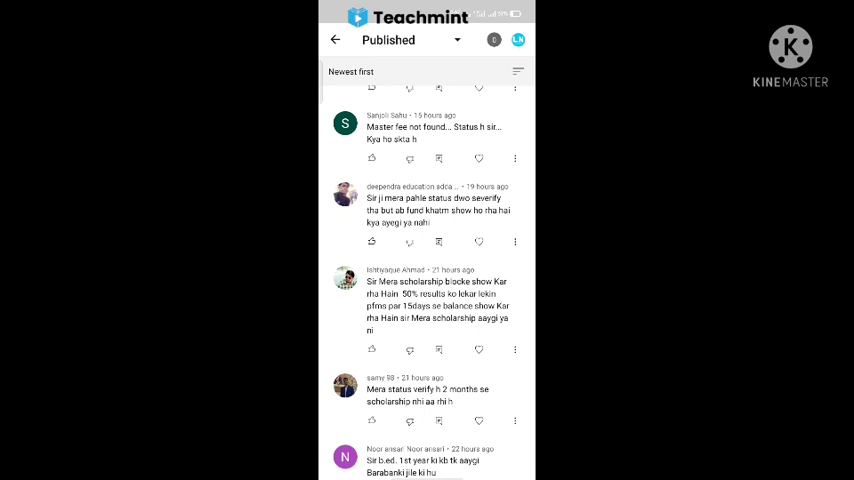 Teachmint
Published
0
LN
K
KINEMASTER
Newest first
S
Sanjoli Sahu • 15 hours ago
Master fee not found... Status h sir...
Kya ho skta h
deependra education adda ... • 19 hours ago
Sir ji mera pahle status dwo severify
tha but ab fund khatm show ho rha hai
kya ayegi ya nahi
Ishtiyaque Ahmad • 21 hours ago
Sir Mera scholarship blocke show Kar
rha Hain 50% results ko lekar lekin
pfms par 15days se balance show Kar
rha Hain sir Mera scholarship aaygi ya
ni
samy 98 • 21 hours ago
Mera status verify h 2 months se
scholarship nhi aa rhi h
N
Noor ansari Noor ansari • 22 hours ago
Sir b.ed. 1st year ki kb tk aaygi
Barabanki jile ki hu